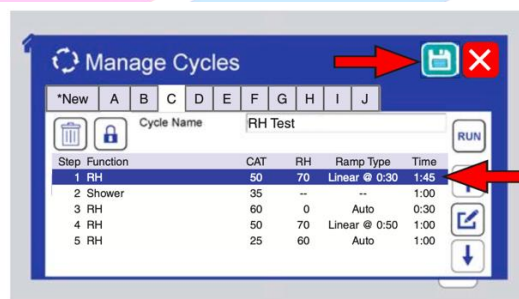 Manage Cycles
*New A B C D E F G H I J
Cycle Name RH Test
RUN
Step Function CAT RH Ramp Type Time
1 RH 50 70 Linear @ 0:30 1:45
2 Shower 35 -- -- 1:00
3 RH 60 0 Auto 0:30
4 RH 50 70 Linear @ 0:50 1:00
5 RH 25 60 Auto 1:00